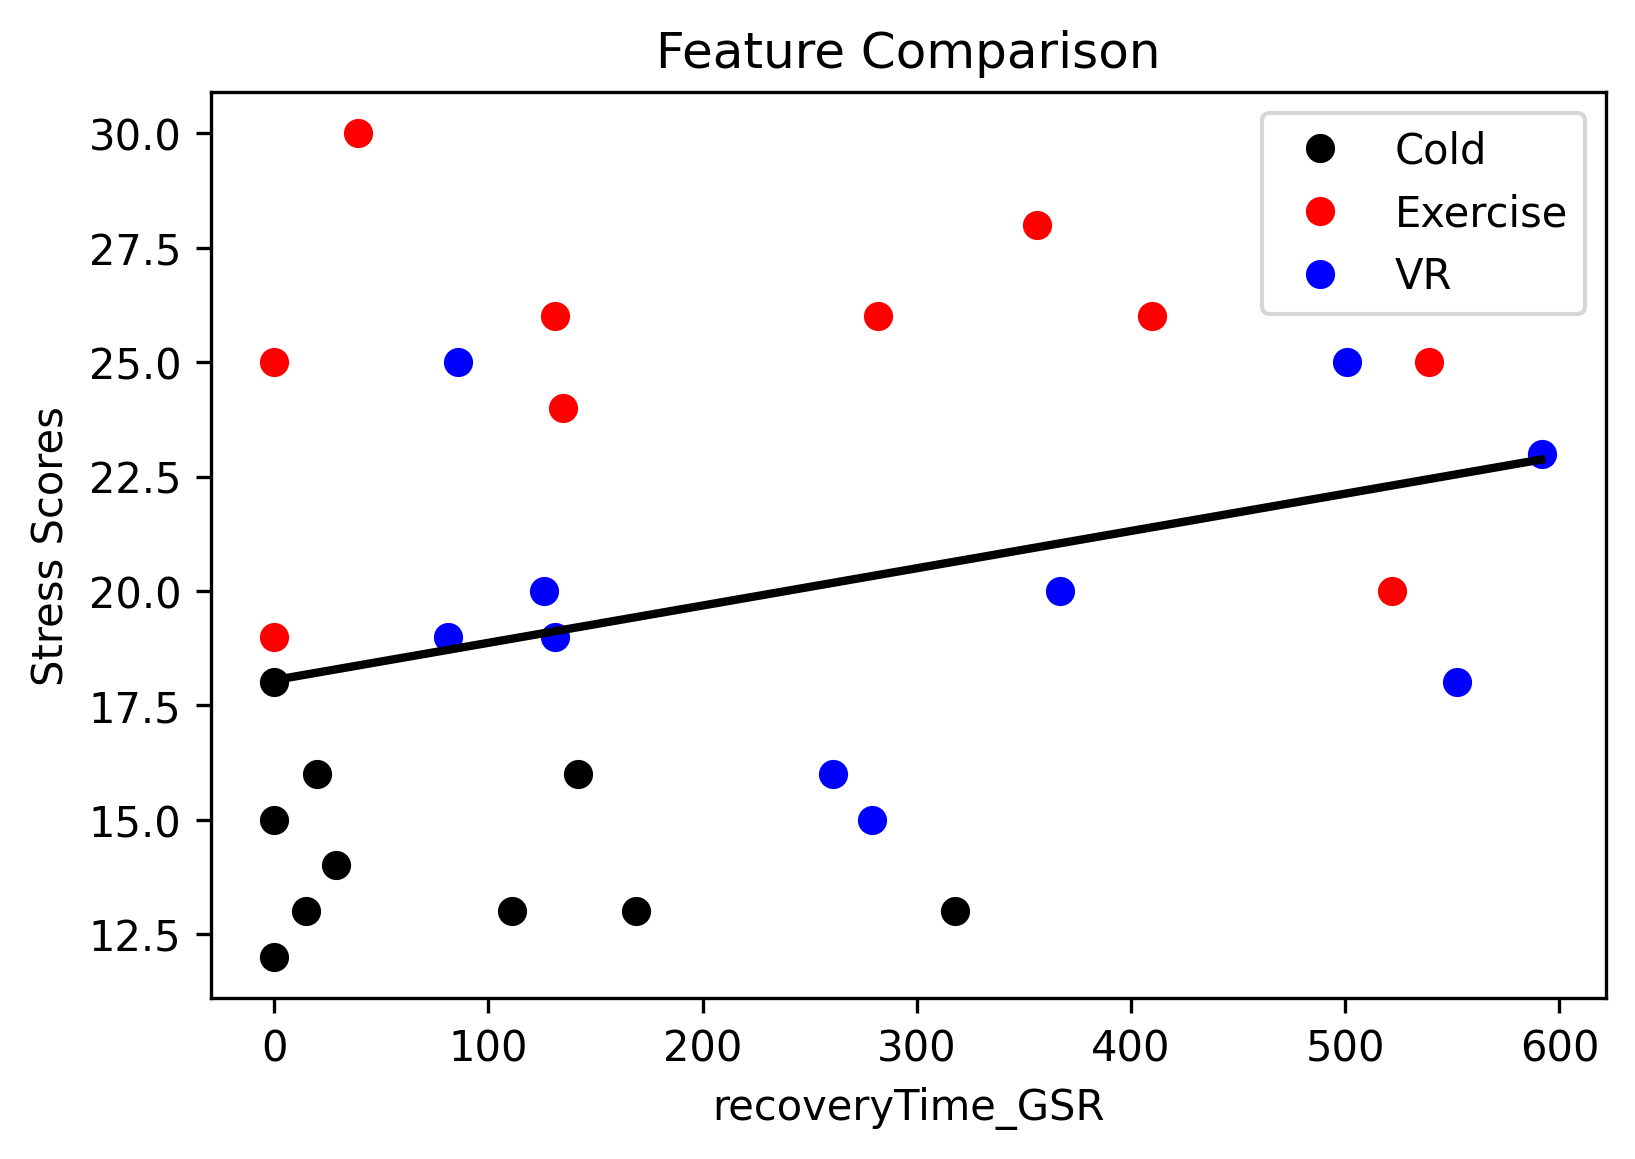 Feature Comparison
30.0
27.5
25.0
22.5
20.0
17.5
15.0
12.5
Stress Scores
Cold
Exercise
VR
0 100 200 300 400 500 600
recoveryTime_GSR